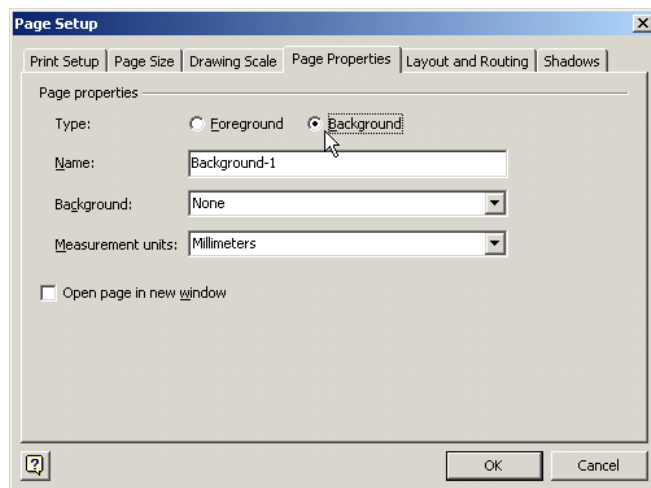 Page Setup
Print Setup Page Size Drawing Scale Page Properties Layout and Routing Shadows
Page properties
Type: Foreground Background
Name: Background-1
Background: None
Measurement units: Millimeters
Open page in new window
OK Cancel